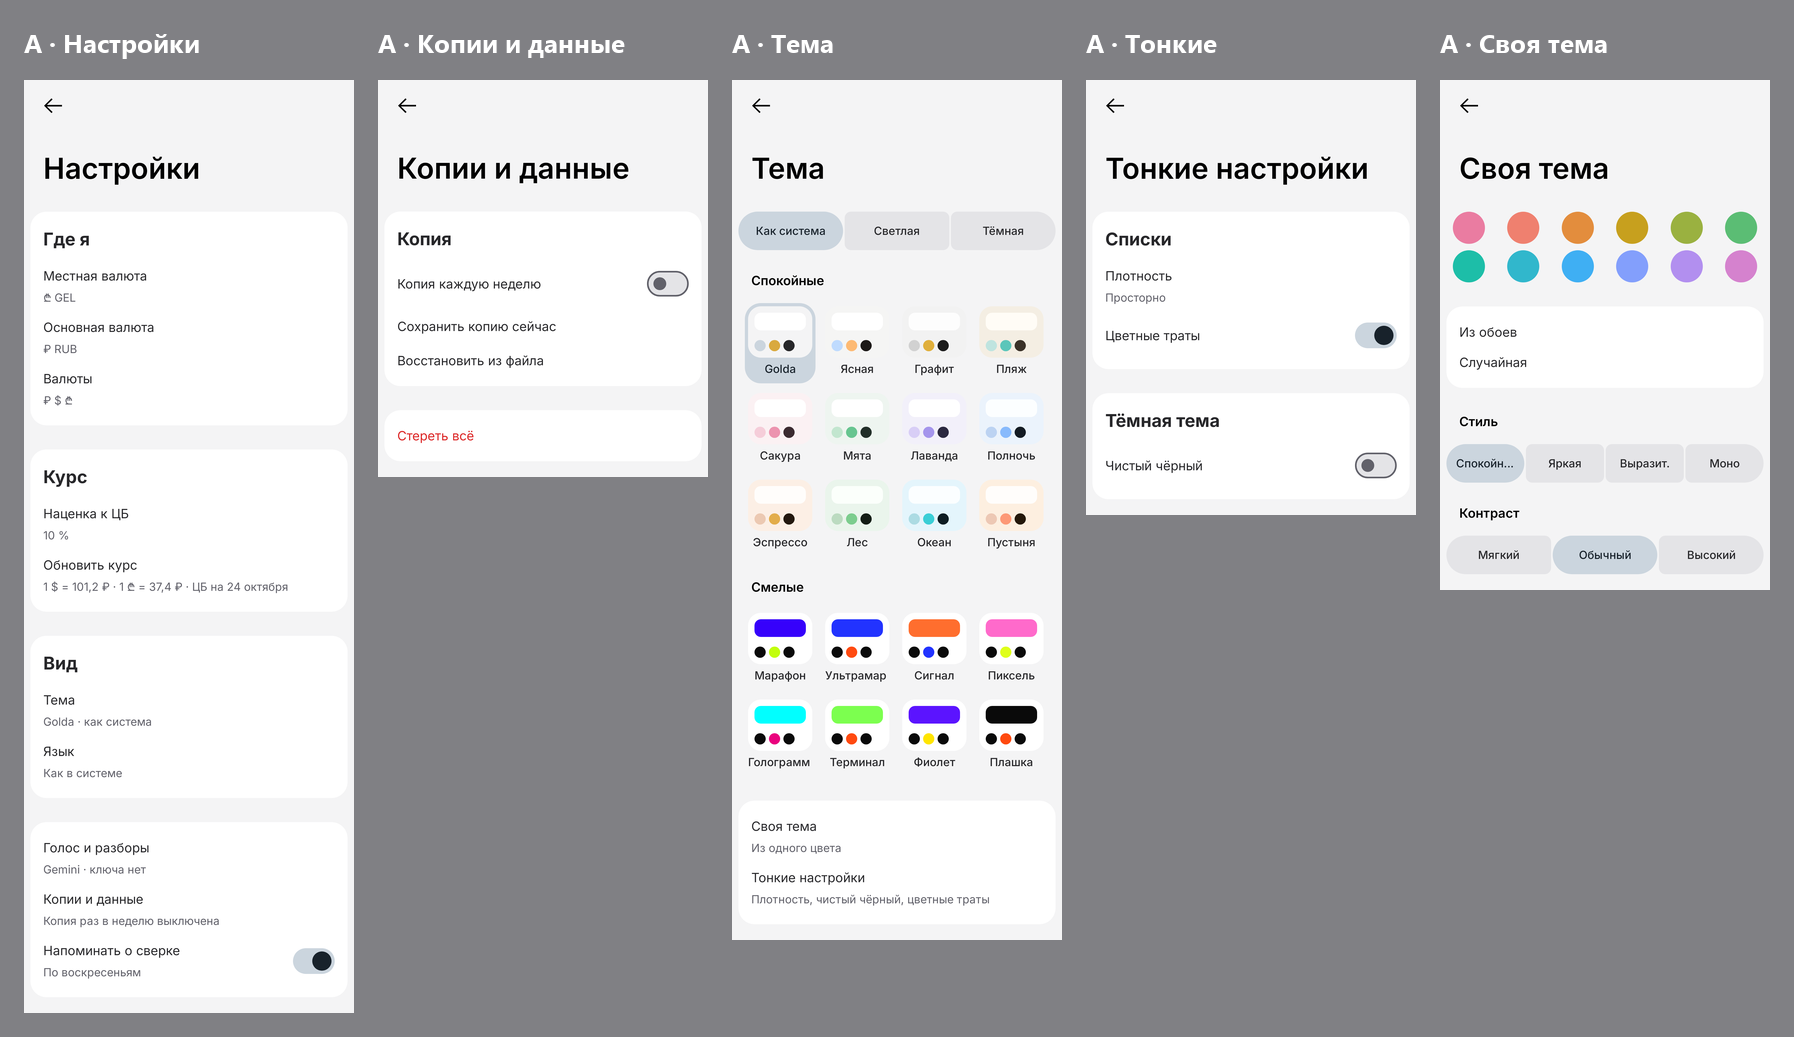 А · Настройки
Настройки
Где я
Местная валюта
₾ GEL
Основная валюта
₽ RUB
Валюты
₽ $ ₾
Курс
Наценка к ЦБ
10 %
Обновить курс
1 $ = 101,2 ₽ · 1 ₾ = 37,4 ₽ · ЦБ на 24 октября
Вид
Тема
Golda · как система
Язык
Как в системе
Голос и разборы
Gemini · ключа нет
Копии и данные
Копия раз в неделю выключена
Напоминать о сверке
По воскресеньям
А · Копии и данные
Копии и данные
Копия
Копия каждую неделю
Сохранить копию сейчас
Восстановить из файла
Стереть всё
А · Тема
Тема
Как система Светлая Тёмная
Спокойные
Golda Ясная Графит Пляж
Сакура Мята Лаванда Полночь
Эспрессо Лес Океан Пустыня
Смелые
Марафон Ультрамар Сигнал Пиксель
Голограмм Терминал Фиолет Плашка
Своя тема
Из одного цвета
Тонкие настройки
Плотность, чистый чёрный, цветные траты
А · Тонкие
Тонкие настройки
Списки
Плотность
Просторно
Цветные траты
Тёмная тема
Чистый чёрный
А · Своя тема
Своя тема
Из обоев
Случайная
Стиль
Спокойн... Яркая Выразит. Моно
Контраст
Мягкий Обычный Высокий